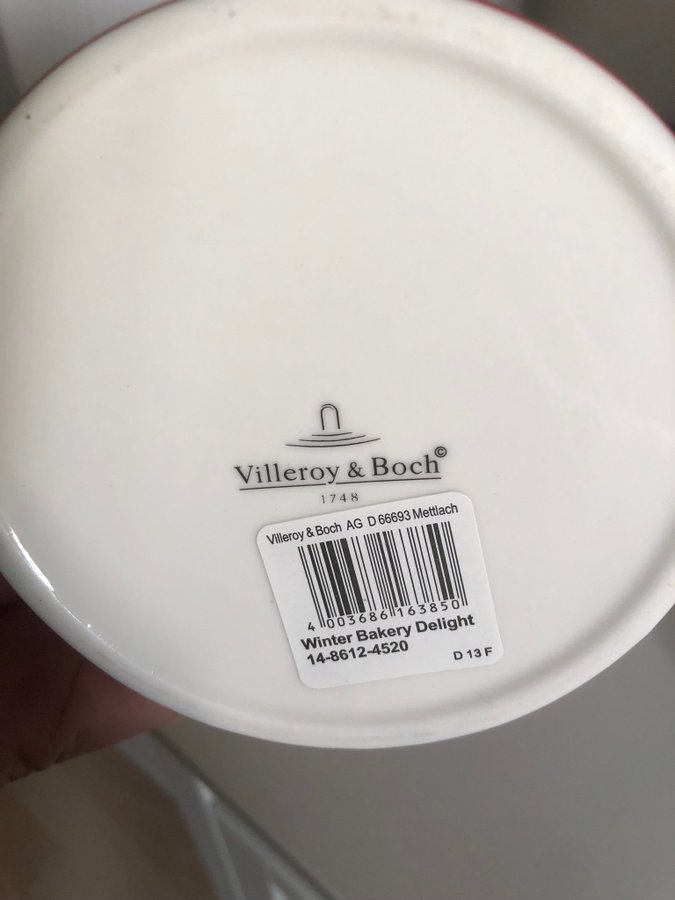 Villeroy & Boch©
1748
Villeroy & Boch AG D 66693 Mettlach
4 003686 163850
Winter Bakery Delight
14-8612-4520
D 13 F